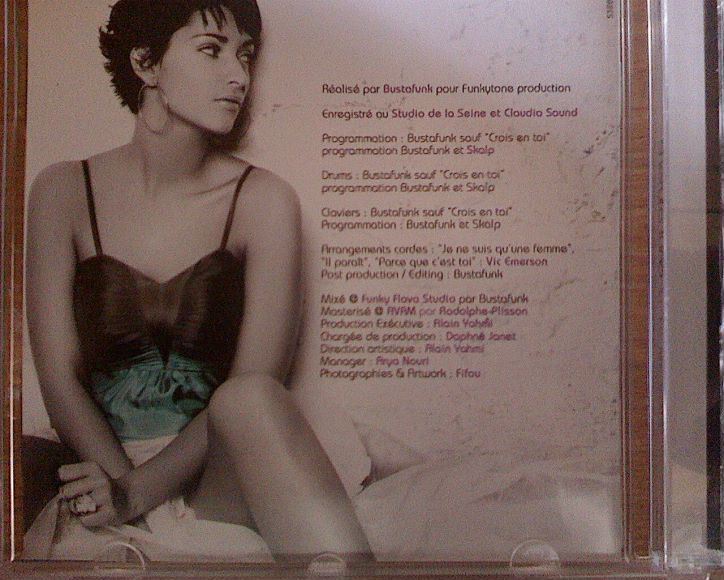 Réalisé par Bustafunk pour Funkytone production
Enregistré au Studio de la Seine et Claudia Sound
Programmation : Bustafunk sauf "Crois en toi"
programmation Bustafunk et Skalp
Drums : Bustafunk sauf "Crois en toi"
programmation Bustafunk et Skalp
Claviers : Bustafunk sauf "Crois en toi"
Programmation : Bustafunk et Skalp
Arrangements cordes : "Je ne suis qu'une femme",
"Il paraît", "Parce que c'est toi" : Vic Emerson
Post production / Editing : Bustafunk
Mixé @ Funky Flava Studio par Bustafunk
Masterisé @ par Rodolphe-Plisson
Production Exécutive : Alain Yahmi
Chargée de production : Daphné Janet
Direction artistique : Alain Yahmi
Manager : Arya Nouri
Photographies & Artwork : Fifou